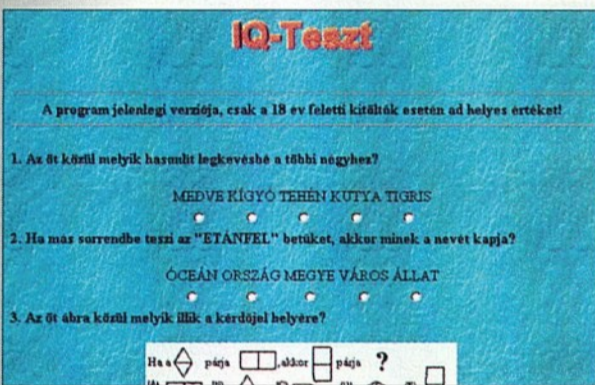 IQ-Teszt
A program jelenlegi verziója, csak a 18 év feletti kitöltők esetén ad helyes értéket!
1. Az öt közül melyik hasonlít legkevésbé a többi négyhez?
MEDVE KÍGYÓ TEHÉN KUTYA TIGRIS
2. Ha más sorrendbe teszi az "ETÁNFEL" betűket, akkor minek a nevét kapja?
ÓCEÁN ORSZÁG MEGYE VÁROS ÁLLAT
3. Az öt ábra közül melyik illik a kérdőjel helyére?
Ha a párja , akkor párja ?